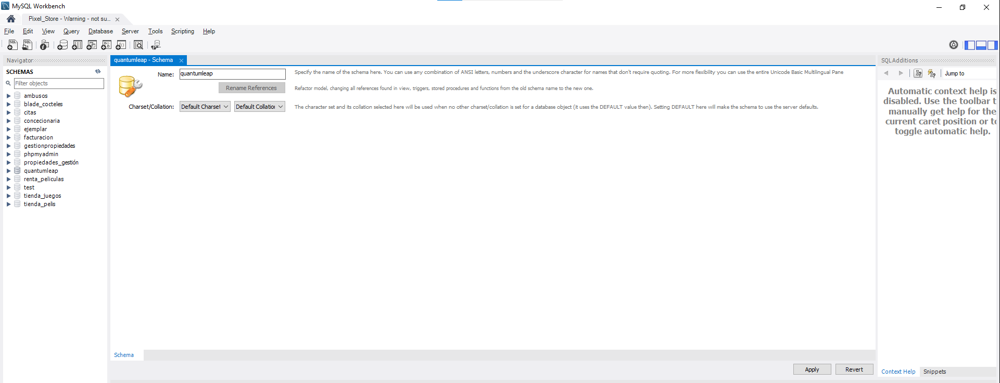 MySQL Workbench
Pixel_Store - Warning - not su...
File Edit View Query Database Server Tools Scripting Help
Navigator
SCHEMAS
Filter objects
ambusos
blade_cocteles
citas
concecionaria
ejemplar
facturacion
gestionpropiedades
phpmyadmin
propiedades_gestión
quantumleap
renta_peliculas
test
tienda_juegos
tienda_pelis
quantumleap - Schema
Name: quantumleap Specify the name of the schema here. You can use any combination of ANSI letters, numbers and the underscore character for names that don't require quoting. For more flexibility you can use the entire Unicode Basic Multilingual Pane
Rename References Refactor model, changing all references found in view, triggers, stored procedures and functions from the old schema name to the new one.
Charset/Collation: Default Charset Default Collation The character set and its collation selected here will be used when no other charset/collation is set for a database object (it uses the DEFAULT value then). Setting DEFAULT here will make the schema to use the server defaults.
Schema
Apply Revert
SQLAdditions
Jump to
Automatic context help is
disabled. Use the toolbar t
manually get help for the
current caret position or to
toggle automatic help.
Context Help Snippets